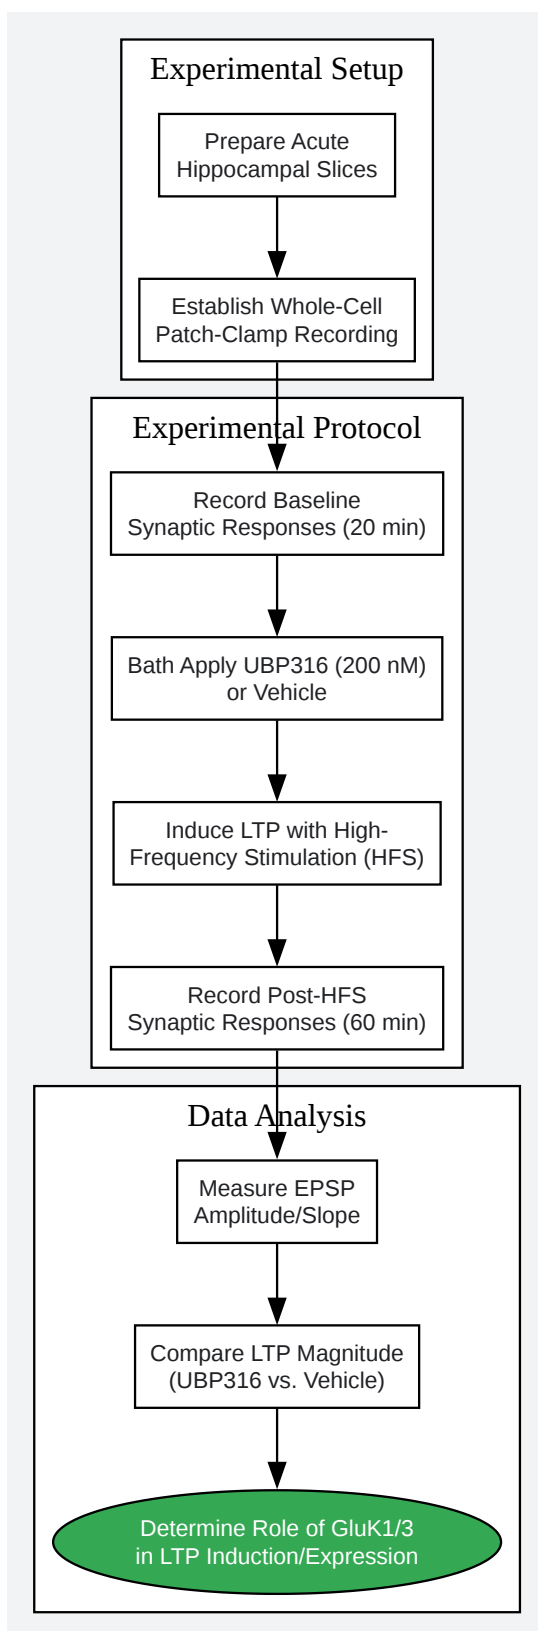 Experimental Setup
Prepare Acute
Hippocampal Slices
Establish Whole-Cell
Patch-Clamp Recording
Experimental Protocol
Record Baseline
Synaptic Responses (20 min)
Bath Apply UBP316 (200 nM)
or Vehicle
Induce LTP with High-
Frequency Stimulation (HFS)
Record Post-HFS
Synaptic Responses (60 min)
Data Analysis
Measure EPSP
Amplitude/Slope
Compare LTP Magnitude
(UBP316 vs. Vehicle)
Determine Role of GluK1/3
in LTP Induction/Expression